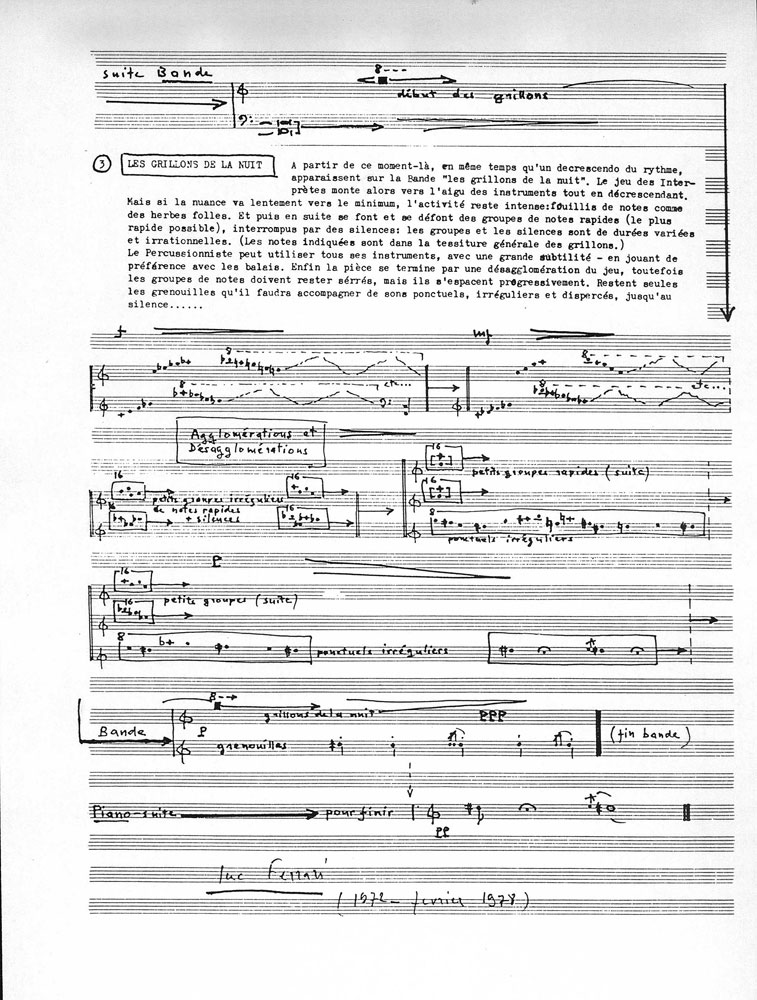 suite Bande
8---
début des grillons
3 LES GRILLONS DE LA NUIT
A partir de ce moment-là, en même temps qu'un decrescendo du rythme,
apparaissent sur la Bande "les grillons de la nuit". Le jeu des Inter-
prètes monte alors vers l'aigu des instruments tout en décrescendant.
Mais si la nuance va lentement vers le minimum, l'activité reste intense:fouillis de notes comme
des herbes folles. Et puis en suite se font et se défont des groupes de notes rapides (le plus
rapide possible), interrompus par des silences: les groupes et les silences sont de durées variées
et irrationnelles. (Les notes indiquées sont dans la tessiture générale des grillons.)
Le Percussionniste peut utiliser tous ses instruments, avec une grande subtilité - en jouant de
préférence avec les balais. Enfin la pièce se termine par une désagglomération du jeu, toutefois
les groupes de notes doivent rester sérrés, mais ils s'espacent progressivement. Restent seules
les grenouilles qu'il faudra accompagner de sons ponctuels, irréguliers et dispercés, jusqu'au
silence......
f mf
8 8
8 etc... 8 etc...
Agglomérations et
Désagglomérations
16
petits groupes rapides (suite)
16 16 16
petits groupes irréguliers
de notes rapides
+ silences
16 8
ponctuels irréguliers
p
16
petits groupes (suite)
16
8
ponctuels irréguliers
8--
grillons de la nuit ppp
Bande p (fin bande)
grenouilles
Piano-suite pour finir
pp
luc Ferrari
(1972 - fevrier 1978)